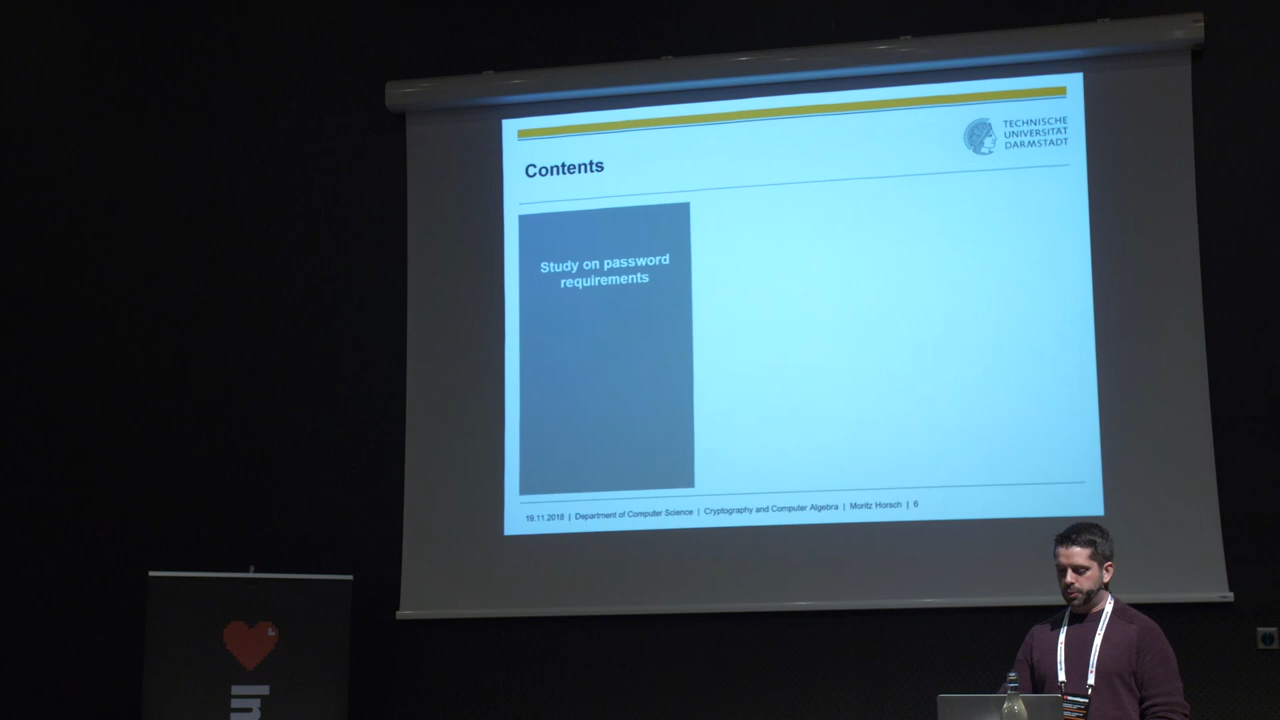 TECHNISCHE
UNIVERSITÄT
DARMSTADT
Contents
Study on password
requirements
19.11.2018 | Department of Computer Science | Cryptography and Computer Algebra | Moritz Horsch | 6
In